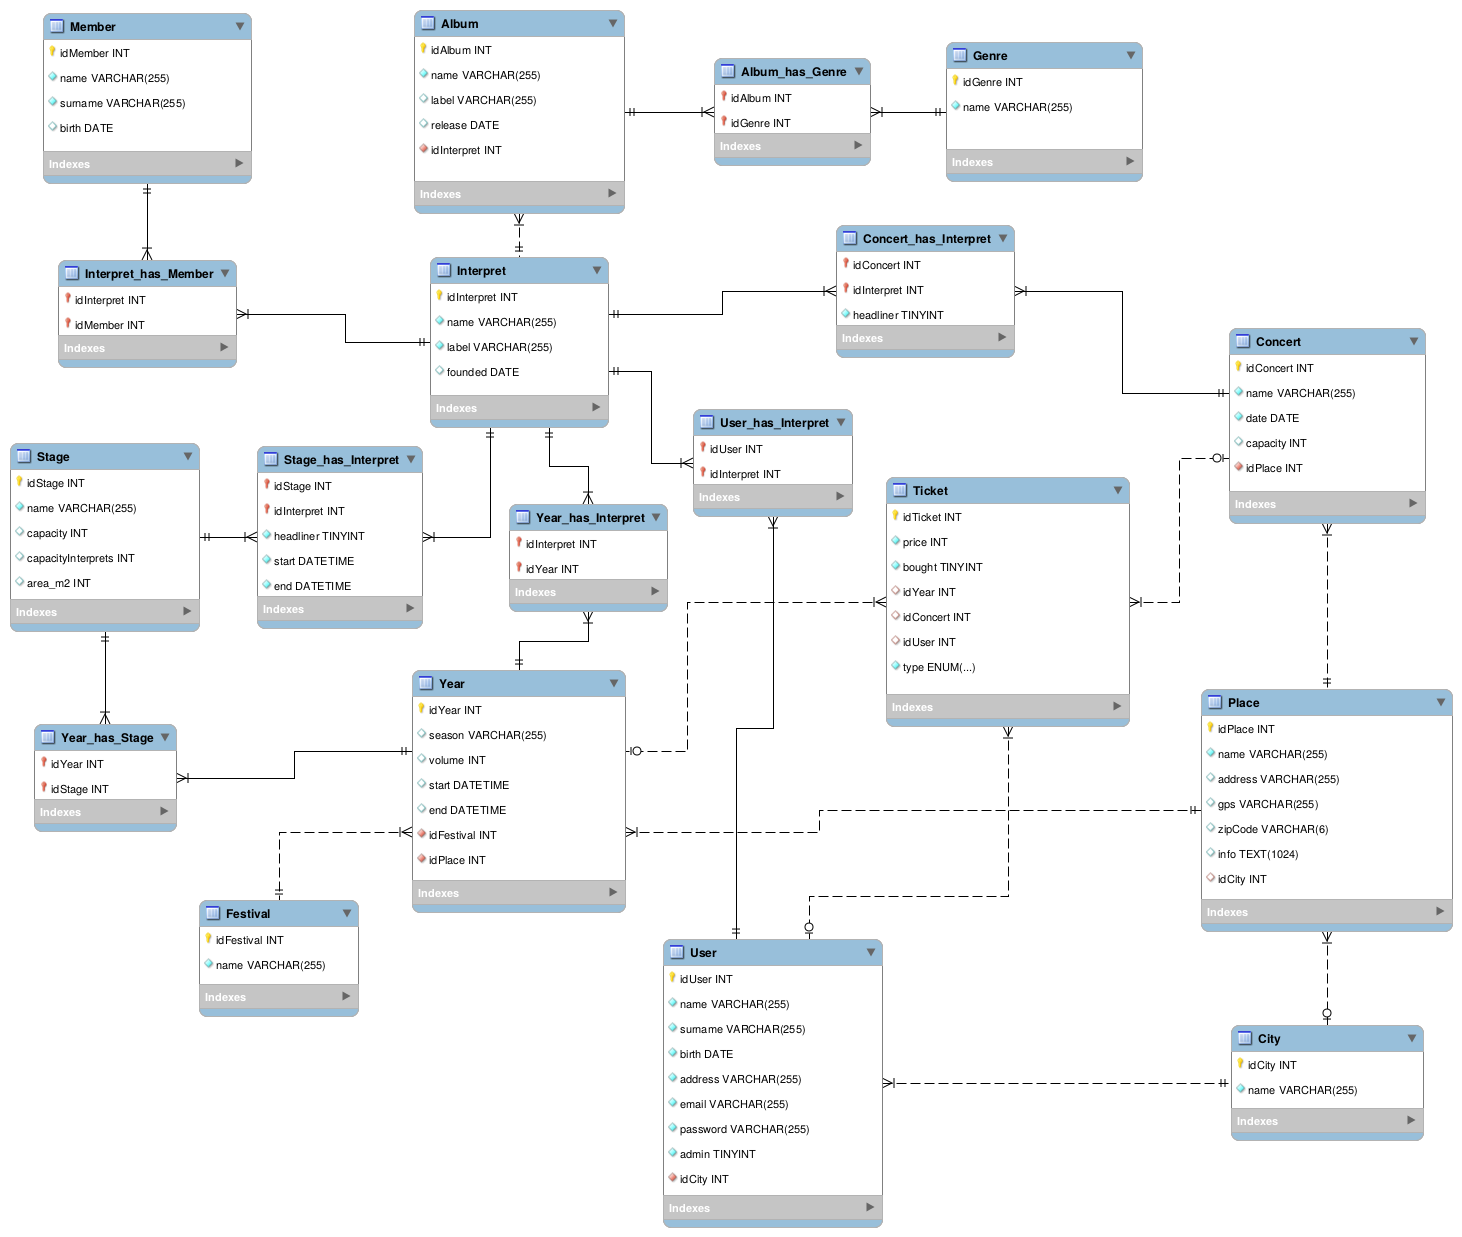 Member
idMember INT
name VARCHAR(255)
surname VARCHAR(255)
birth DATE
Indexes
Album
idAlbum INT
name VARCHAR(255)
label VARCHAR(255)
release DATE
idInterpret INT
Indexes
Album_has_Genre
idAlbum INT
idGenre INT
Indexes
Genre
idGenre INT
name VARCHAR(255)
Indexes
Interpret_has_Member
idInterpret INT
idMember INT
Indexes
Interpret
idInterpret INT
name VARCHAR(255)
label VARCHAR(255)
founded DATE
Indexes
Concert_has_Interpret
idConcert INT
idInterpret INT
headliner TINYINT
Indexes
Concert
idConcert INT
name VARCHAR(255)
date DATE
capacity INT
idPlace INT
Indexes
User_has_Interpret
idUser INT
idInterpret INT
Indexes
Stage
idStage INT
name VARCHAR(255)
capacity INT
capacityInterprets INT
area_m2 INT
Indexes
Stage_has_Interpret
idStage INT
idInterpret INT
headliner TINYINT
start DATETIME
end DATETIME
Indexes
Year_has_Interpret
idInterpret INT
idYear INT
Indexes
Ticket
idTicket INT
price INT
bought TINYINT
idYear INT
idConcert INT
idUser INT
type ENUM(...)
Indexes
Year_has_Stage
idYear INT
idStage INT
Indexes
Year
idYear INT
season VARCHAR(255)
volume INT
start DATETIME
end DATETIME
idFestival INT
idPlace INT
Indexes
Place
idPlace INT
name VARCHAR(255)
address VARCHAR(255)
gps VARCHAR(255)
zipCode VARCHAR(6)
info TEXT(1024)
idCity INT
Indexes
Festival
idFestival INT
name VARCHAR(255)
Indexes
User
idUser INT
name VARCHAR(255)
surname VARCHAR(255)
birth DATE
address VARCHAR(255)
email VARCHAR(255)
password VARCHAR(255)
admin TINYINT
idCity INT
Indexes
City
idCity INT
name VARCHAR(255)
Indexes